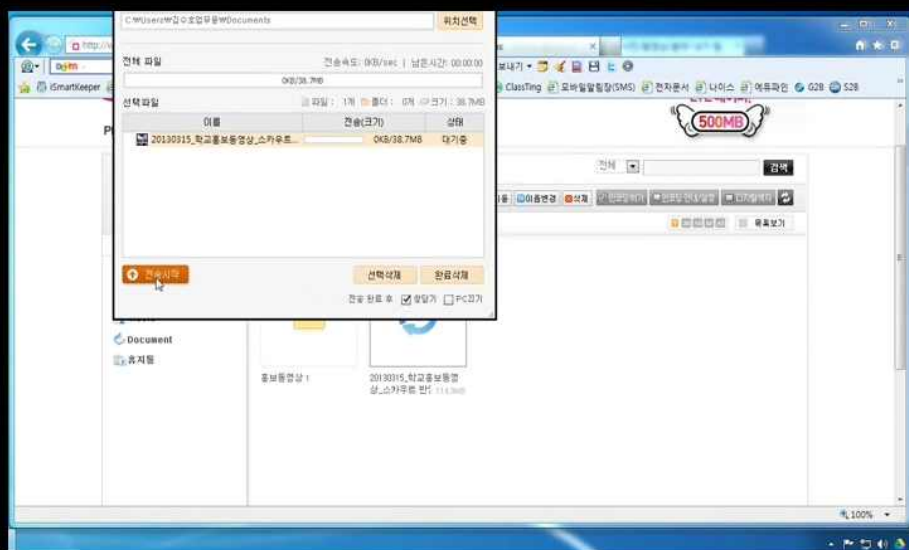 C:₩Users₩김수호업무용₩Documents
위치선택
전체 파일
전송속도: 0KB/sec | 남은시간: 00:00:00
0KB/38.7MB
선택파일
파일 : 1개 폴더 : 0개 크기 : 38.7MB
이름
전송(크기)
상태
20130315_학교홍보동영상_스카우트...
0KB/38.7MB
대기중
전송시작
선택삭제
완료삭제
전송 완료 후
창닫기
PC끄기
http://
보내기
iSmartKeeper
ClassTing
모바일알림장(SMS)
전자문서
나이스
에듀파인
G28
S28
500MB
전체
검색
이름변경
삭제
목록보기
Document
휴지통
홍보동영상 1
20130315_학교홍보동영
상_스카우트
100%